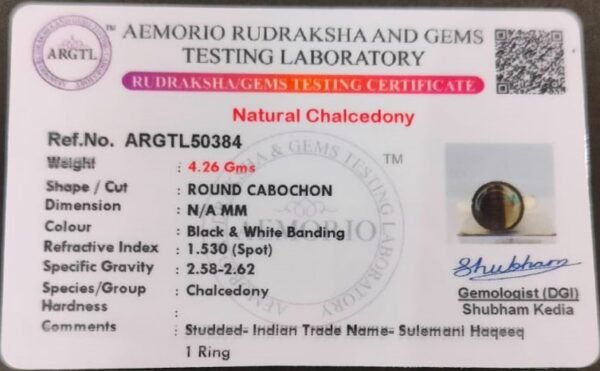 ARGTL
TM
AEMORIO RUDRAKSHA AND GEMS
TESTING LABORATORY
RUDRAKSHA/GEMS TESTING CERTIFICATE
Natural Chalcedony
Ref.No. ARGTL50384
Weight : 4.26 Gms
Shape / Cut : ROUND CABOCHON
Dimension : N/A MM
Colour : Black & White Banding
Refractive Index : 1.530 (Spot)
Specific Gravity : 2.58-2.62
Species/Group : Chalcedony
Hardness :
Comments : Studded- Indian Trade Name- Sulemani Haqeeq
1 Ring
TM
AEMORIO
Shubham
Gemologist (DGI)
Shubham Kedia